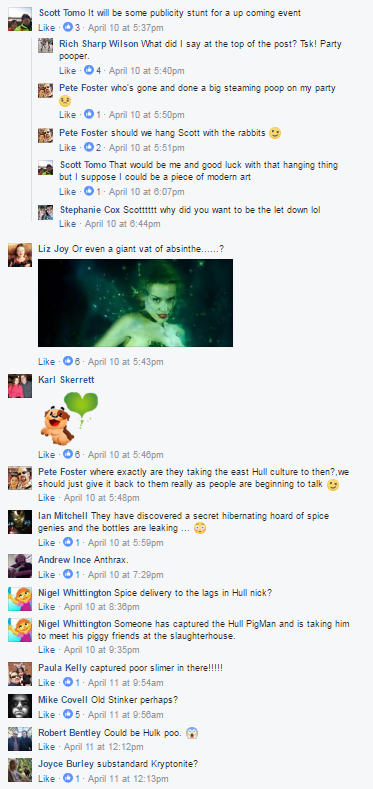 Scott Tomo It will be some publicity stunt for a up coming event
Like · 3 · April 10 at 5:37pm
Rich Sharp Wilson What did I say at the top of the post? Tsk! Party
pooper.
Like · 4 · April 10 at 5:40pm
Pete Foster who's gone and done a big steaming poop on my party
Like · 1 · April 10 at 5:50pm
Pete Foster should we hang Scott with the rabbits
Like · 2 · April 10 at 5:51pm
Scott Tomo That would be me and good luck with that hanging thing
but I suppose I could be a piece of modern art
Like · 1 · April 10 at 6:07pm
Stephanie Cox Scotttttt why did you want to be the let down lol
Like · April 10 at 6:44pm
Liz Joy Or even a giant vat of absinthe......?
Like · 6 · April 10 at 5:43pm
Karl Skerrett
Like · 6 · April 10 at 5:46pm
Pete Foster where exactly are they taking the east Hull culture to then?,we
should just give it back to them really as people are beginning to talk
Like · April 10 at 5:48pm
Ian Mitchell They have discovered a secret hibernating hoard of spice
genies and the bottles are leaking ...
Like · 1 · April 10 at 5:59pm
Andrew Ince Anthrax.
Like · 1 · April 10 at 7:29pm
Nigel Whittington Spice delivery to the lags in Hull nick?
Like · April 10 at 8:36pm
Nigel Whittington Someone has captured the Hull PigMan and is taking him
to meet his piggy friends at the slaughterhouse.
Like · April 10 at 9:35pm
Paula Kelly captured poor slimer in there!!!!!
Like · 1 · April 11 at 9:54am
Mike Covell Old Stinker perhaps?
Like · 5 · April 11 at 9:56am
Robert Bentley Could be Hulk poo.
Like · April 11 at 12:12pm
Joyce Burley substandard Kryptonite?
Like · 1 · April 11 at 12:13pm